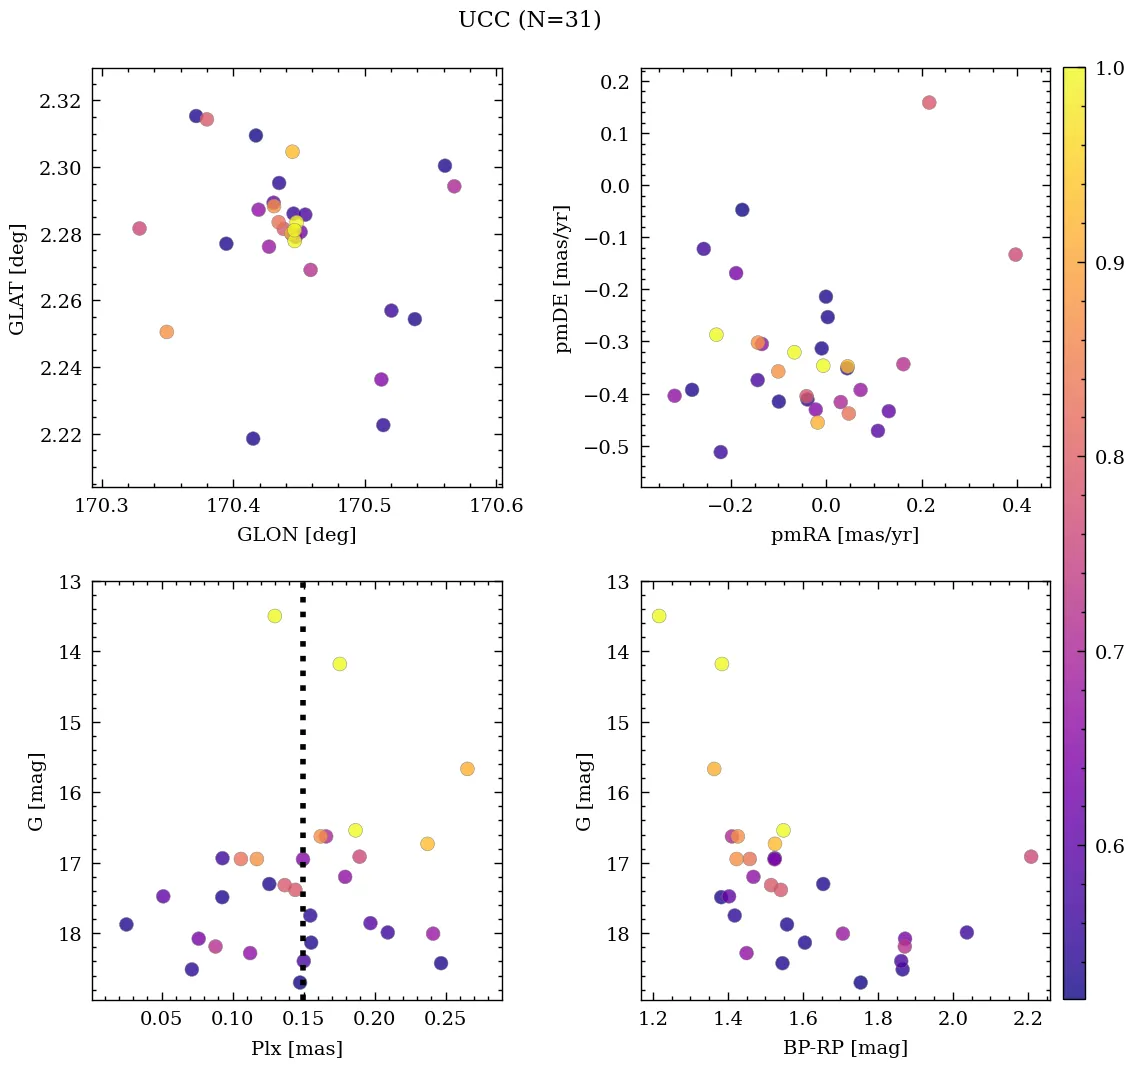 UCC (N=31)
2.32
2.30
2.28
2.26
2.24
2.22
GLAT [deg]
170.3 170.4 170.5 170.6
GLON [deg]
0.2
0.1
0.0
−0.1
−0.2
−0.3
−0.4
−0.5
pmDE [mas/yr]
−0.2 0.0 0.2 0.4
pmRA [mas/yr]
13
14
15
16
17
18
G [mag]
0.05 0.10 0.15 0.20 0.25
Plx [mas]
13
14
15
16
17
18
G [mag]
1.2 1.4 1.6 1.8 2.0 2.2
BP-RP [mag]
1.0
0.9
0.8
0.7
0.6